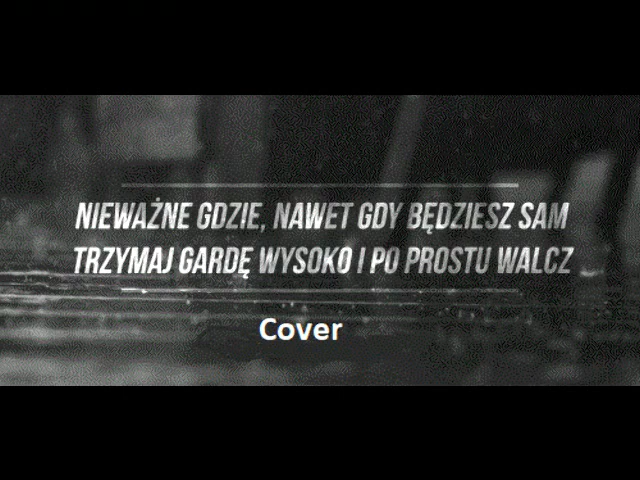 NIEWAŻNE GDZIE, NAWET GDY BĘDZIESZ SAM
TRZYMAJ GARDĘ WYSOKO I PO PROSTU WALCZ
Cover